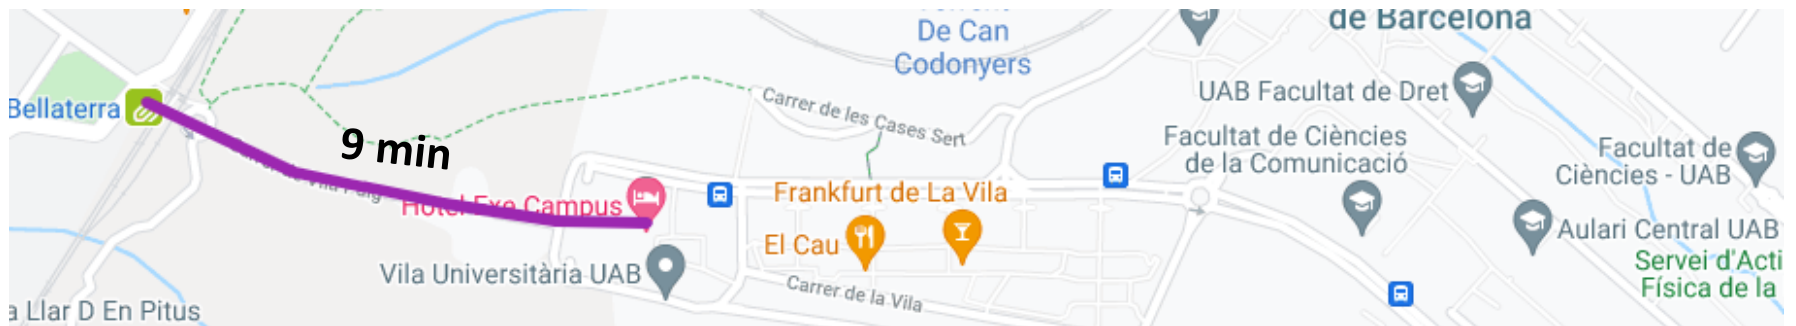 De Can
Codonyers
de Barcelona
Bellaterra
9 min
Carrer de les Cases Sert
UAB Facultat de Dret
Facultat de Ciències
de la Comunicació
Facultat de
Ciències - UAB
Hotel Exe Campus
Frankfurt de La Vila
El Cau
Aulari Central UAB
Vila Universitària UAB
Servei d'Acti
Física de la
Carrer de la Vila
a Llar D En Pitus